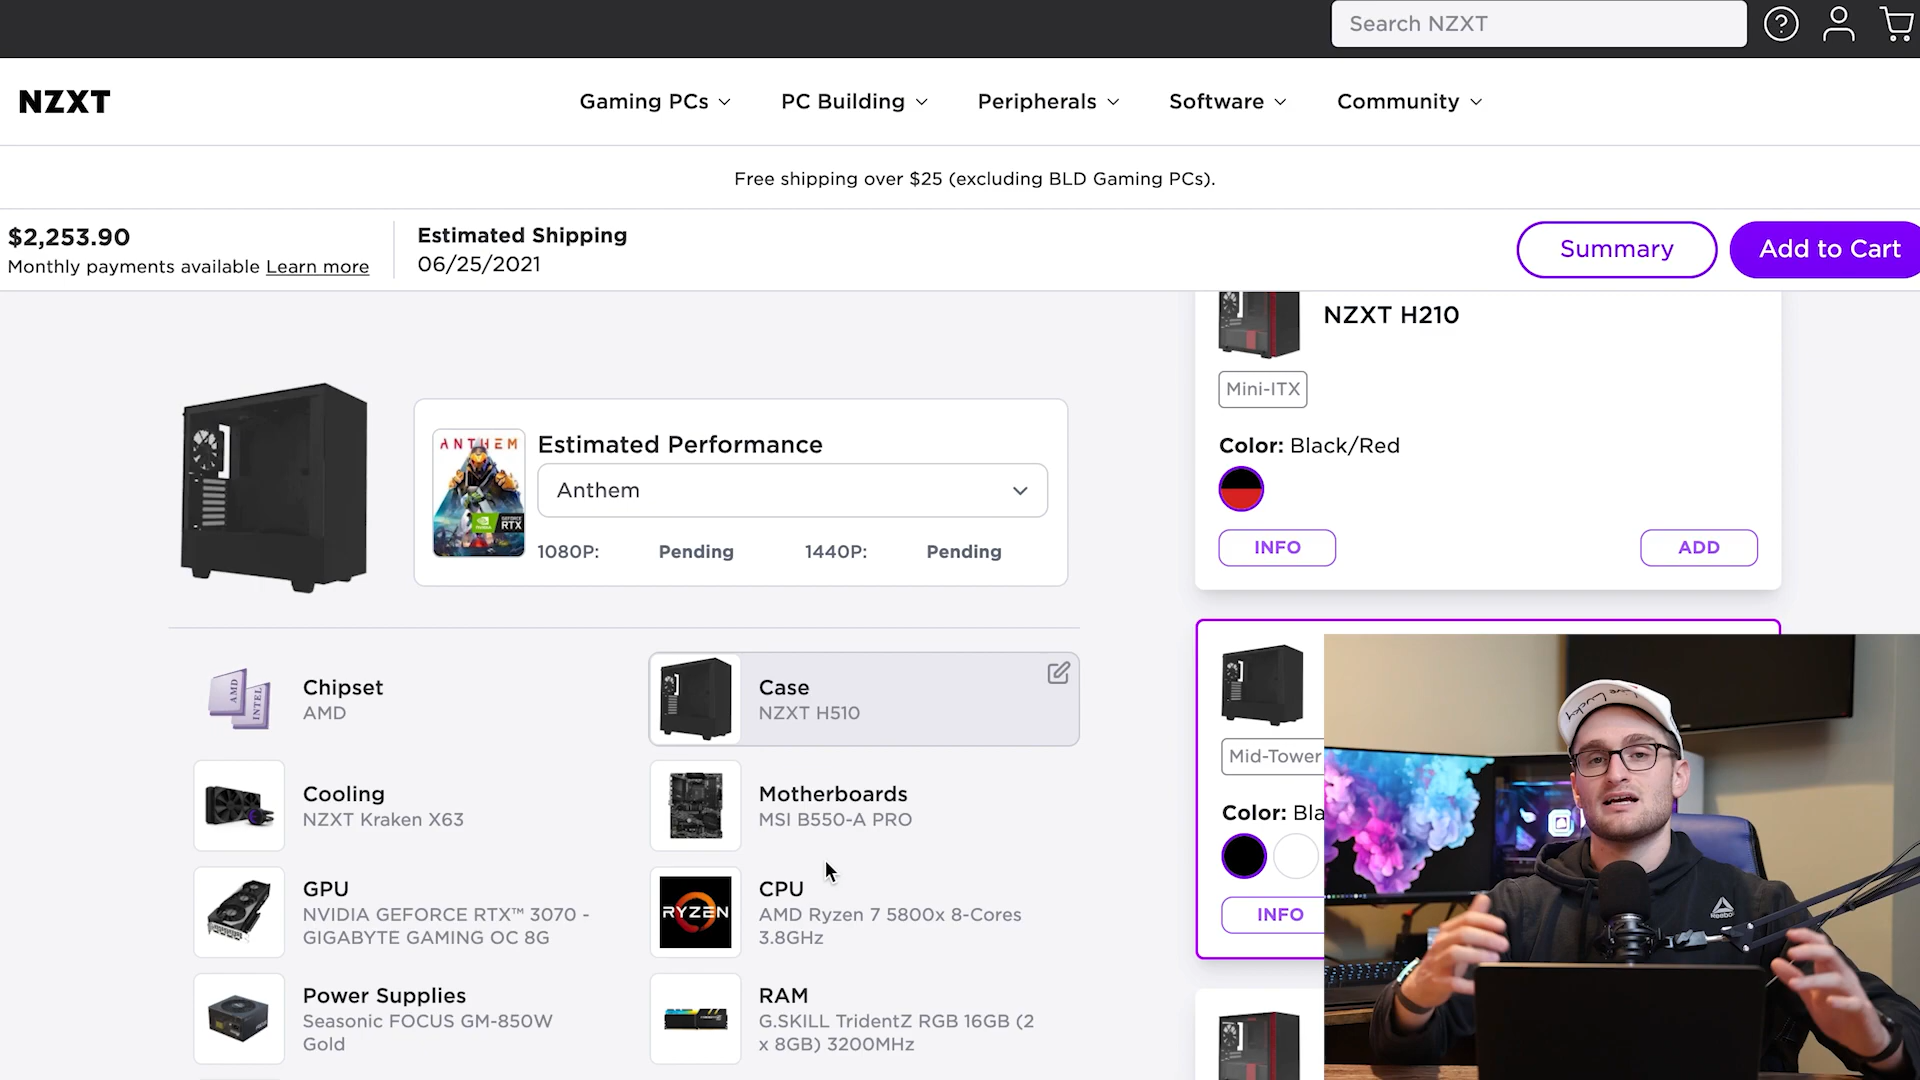 Search NZXT
NZXT
Gaming PCs
PC Building
Peripherals
Software
Community
Free shipping over $25 (excluding BLD Gaming PCs).
$2,253.90
Monthly payments available Learn more
Estimated Shipping
06/25/2021
Summary
Add to Cart
NZXT H210
Mini-ITX
Color: Black/Red
INFO
ADD
ANTHEM
RTX
Estimated Performance
Anthem
1080P: Pending
1440P: Pending
AMD
INTEL
Chipset
AMD
Case
NZXT H510
Cooling
NZXT Kraken X63
Motherboards
MSI B550-A PRO
GPU
NVIDIA GEFORCE RTX™ 3070 -
GIGABYTE GAMING OC 8G
RYZEN
CPU
AMD Ryzen 7 5800x 8-Cores
3.8GHz
Power Supplies
Seasonic FOCUS GM-850W
Gold
RAM
G.SKILL TridentZ RGB 16GB (2
x 8GB) 3200MHz
Mid-Tower
Color: Bla
INFO
Reebok